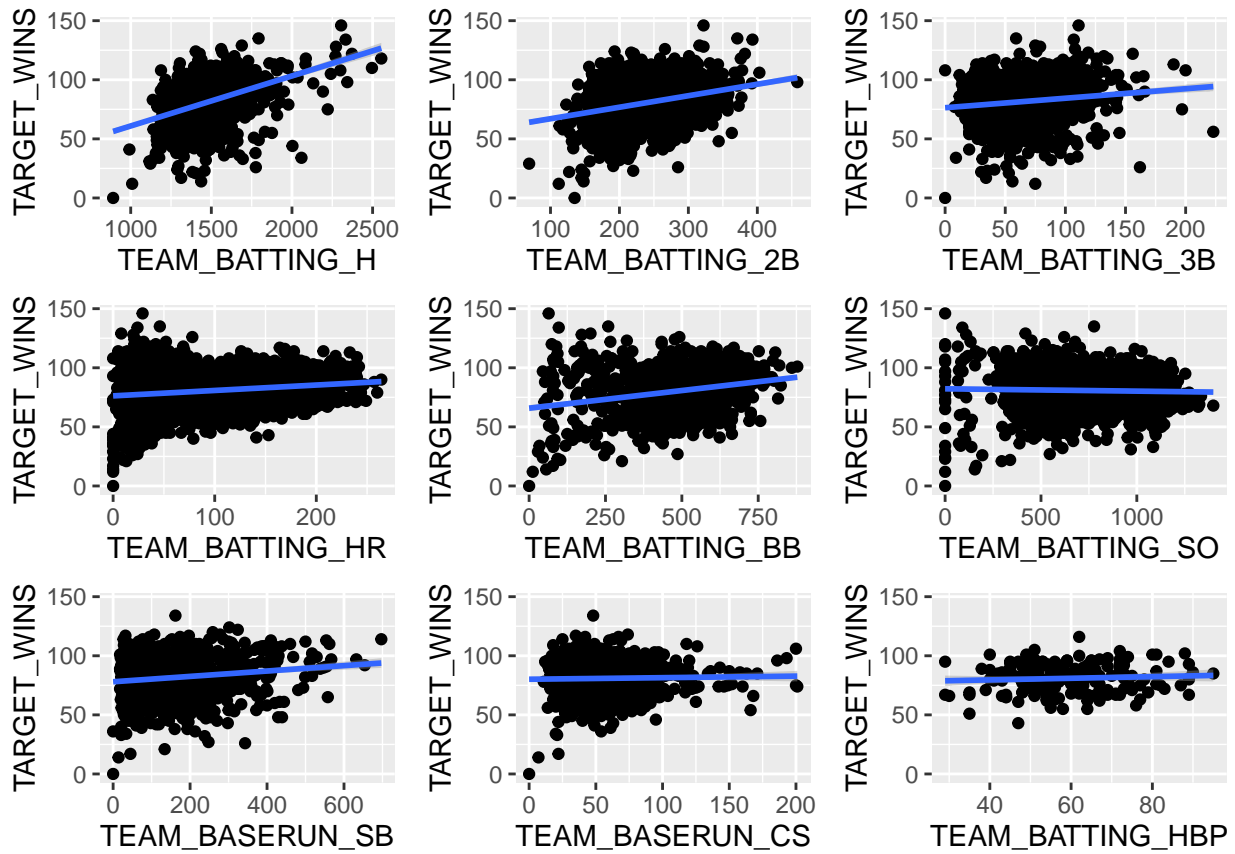 TARGET_WINS
150
100
50
0
1000 1500 2000 2500
TEAM_BATTING_H
TARGET_WINS
150
100
50
0
100 200 300 400
TEAM_BATTING_2B
TARGET_WINS
150
100
50
0
0 50 100 150 200
TEAM_BATTING_3B
TARGET_WINS
150
100
50
0
0 100 200
TEAM_BATTING_HR
TARGET_WINS
150
100
50
0
0 250 500 750
TEAM_BATTING_BB
TARGET_WINS
150
100
50
0
0 500 1000
TEAM_BATTING_SO
TARGET_WINS
150
100
50
0
0 200 400 600
TEAM_BASERUN_SB
TARGET_WINS
150
100
50
0
0 50 100 150 200
TEAM_BASERUN_CS
TARGET_WINS
150
100
50
0
40 60 80
TEAM_BATTING_HBP